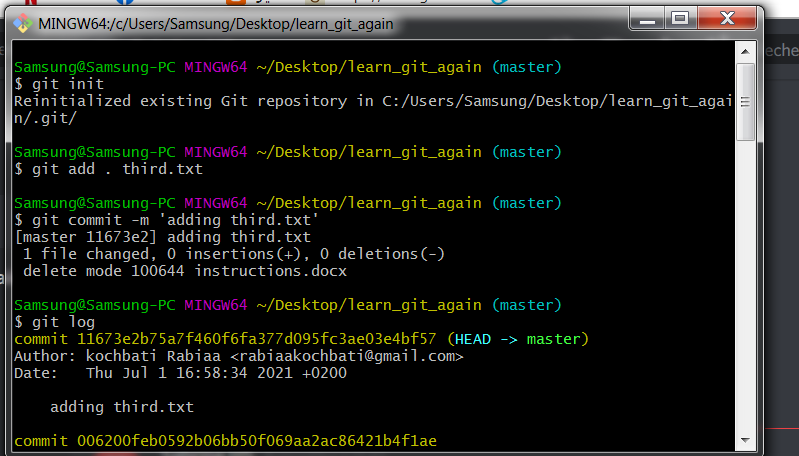 MINGW64:/c/Users/Samsung/Desktop/learn_git_again
Samsung@Samsung-PC MINGW64 ~/Desktop/learn_git_again (master)
$ git init
Reinitialized existing Git repository in C:/Users/Samsung/Desktop/learn_git_agai
n/.git/
Samsung@Samsung-PC MINGW64 ~/Desktop/learn_git_again (master)
$ git add . third.txt
Samsung@Samsung-PC MINGW64 ~/Desktop/learn_git_again (master)
$ git commit -m 'adding third.txt'
[master 11673e2] adding third.txt
1 file changed, 0 insertions(+), 0 deletions(-)
delete mode 100644 instructions.docx
Samsung@Samsung-PC MINGW64 ~/Desktop/learn_git_again (master)
$ git log
commit 11673e2b75a7f460f6fa377d095fc3ae03e4bf57 (HEAD -> master)
Author: kochbati Rabiaa <rabiaakochbati@gmail.com>
Date:   Thu Jul 1 16:58:34 2021 +0200
adding third.txt
commit 006200feb0592b06bb50f069aa2ac86421b4f1ae